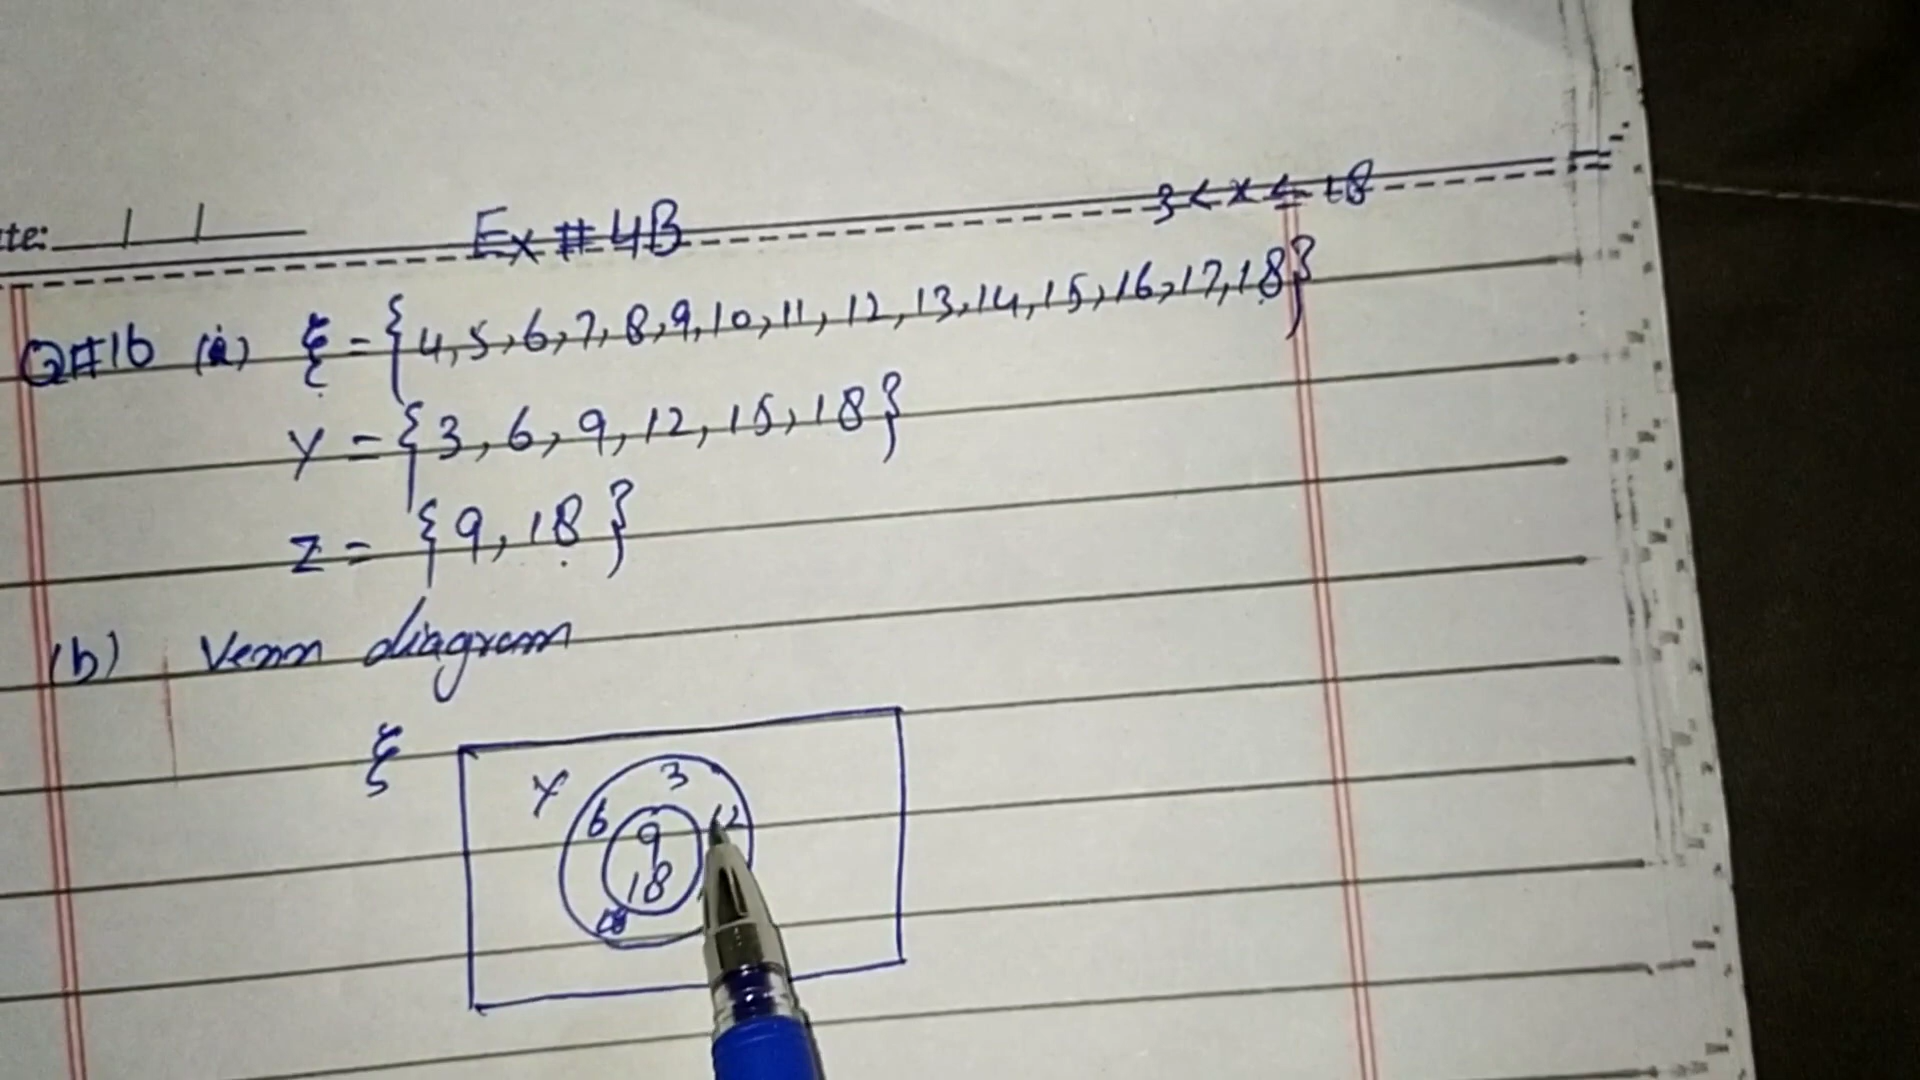 te:
Ex # 4B
3 < x ≤ 18
Q#16 (a) ξ = {4,5,6,7,8,9,10,11,12,13,14,15,16,17,18}
Y = {3,6,9,12,15,18}
Z = {9,18}
(b) Venn diagram
ξ
Y
3
6
9
12
18